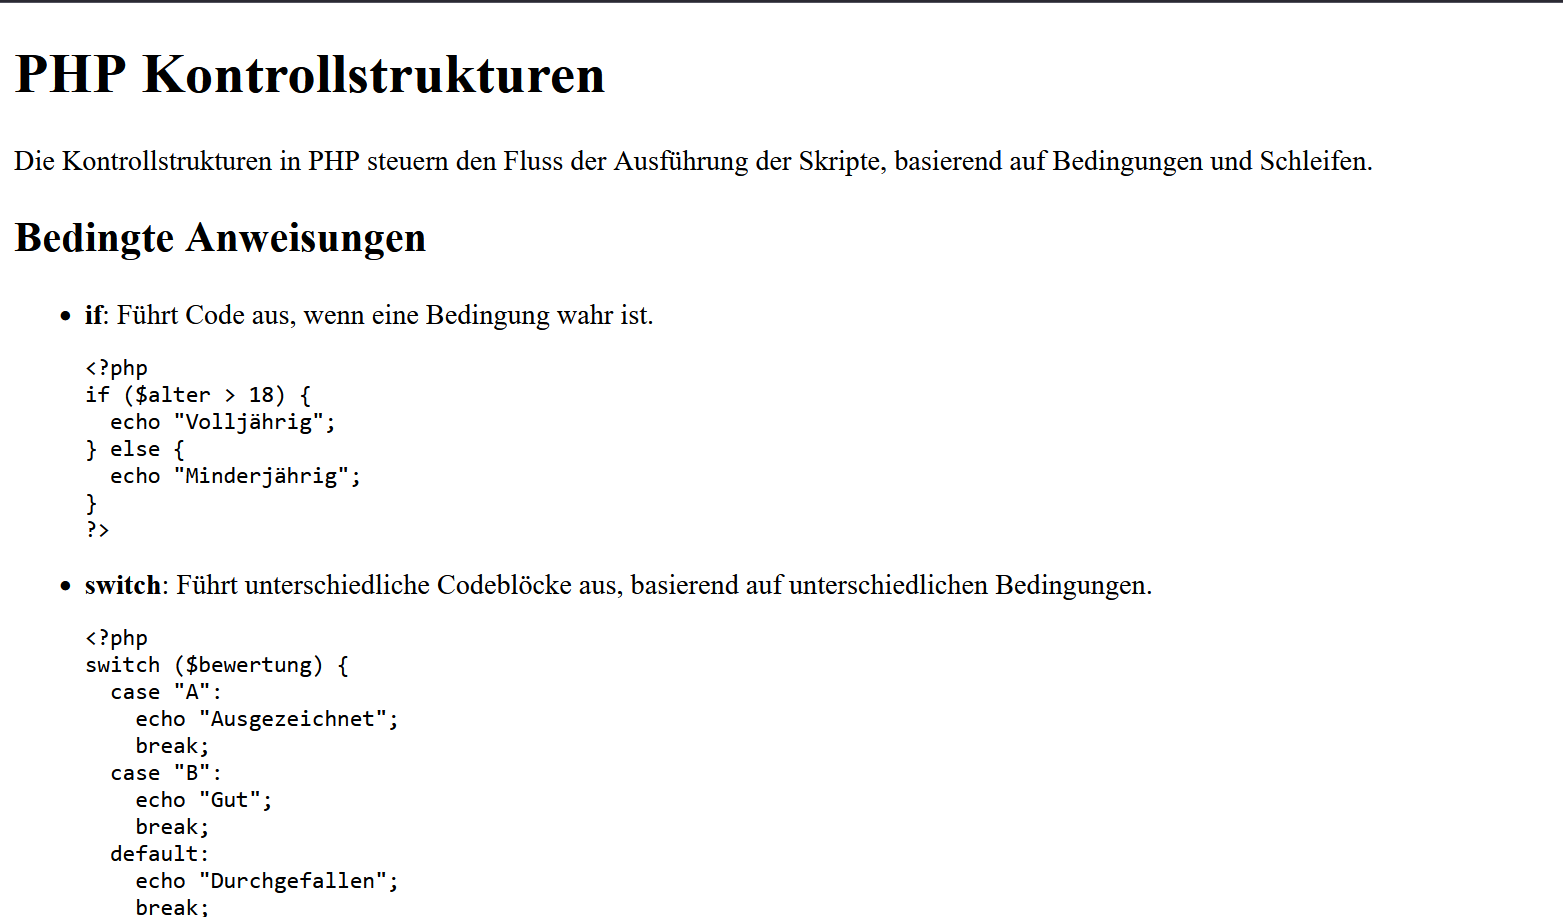 PHP Kontrollstrukturen
Die Kontrollstrukturen in PHP steuern den Fluss der Ausführung der Skripte, basierend auf Bedingungen und Schleifen.
Bedingte Anweisungen
• if: Führt Code aus, wenn eine Bedingung wahr ist.
<?php
if ($alter > 18) {
  echo "Volljährig";
} else {
  echo "Minderjährig";
}
?>
• switch: Führt unterschiedliche Codeblöcke aus, basierend auf unterschiedlichen Bedingungen.
<?php
switch ($bewertung) {
  case "A":
    echo "Ausgezeichnet";
    break;
  case "B":
    echo "Gut";
    break;
  default:
    echo "Durchgefallen";
    break;